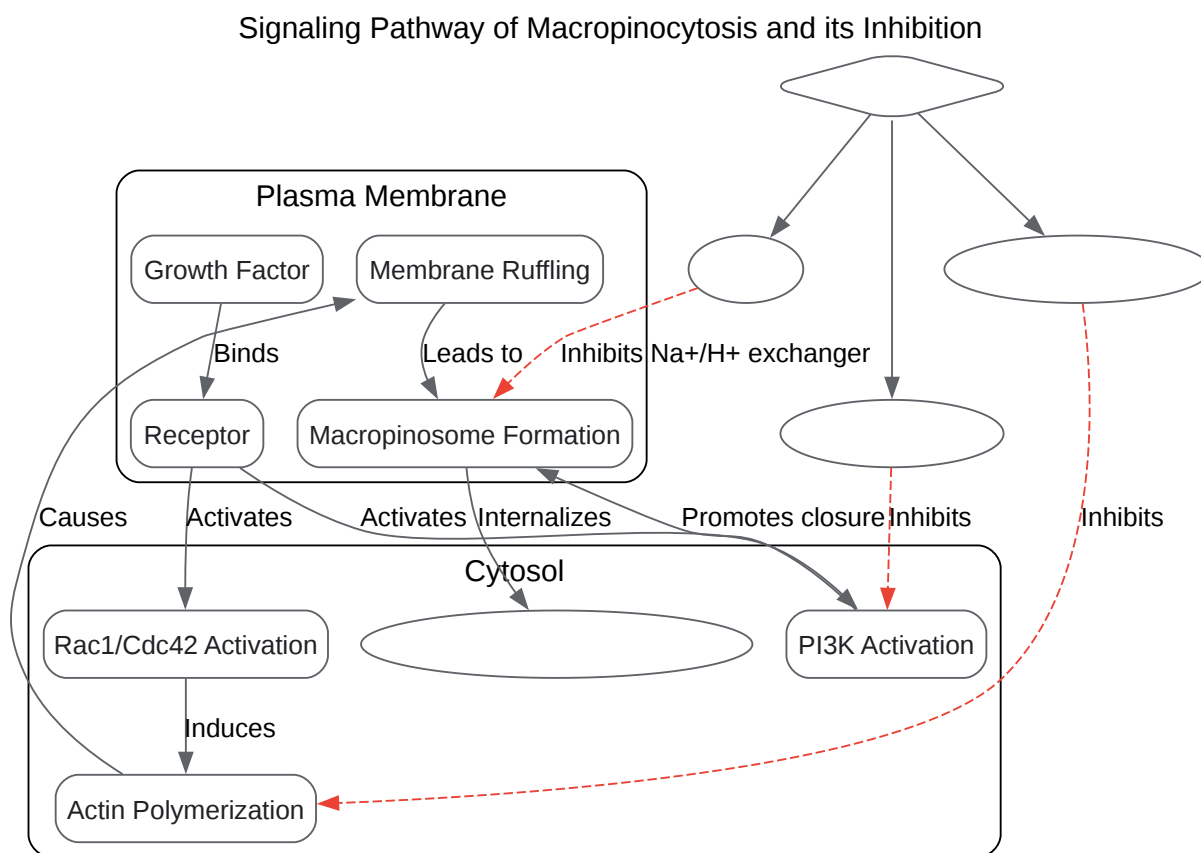 Signaling Pathway of Macropinocytosis and its Inhibition
Plasma Membrane
Growth Factor
Membrane Ruffling
Binds
Leads to
Inhibits Na+/H+ exchanger
Receptor
Macropinosome Formation
Causes
Activates
Activates
Internalizes
Promotes closure
Inhibits
Inhibits
Cytosol
Rac1/Cdc42 Activation
PI3K Activation
Induces
Actin Polymerization